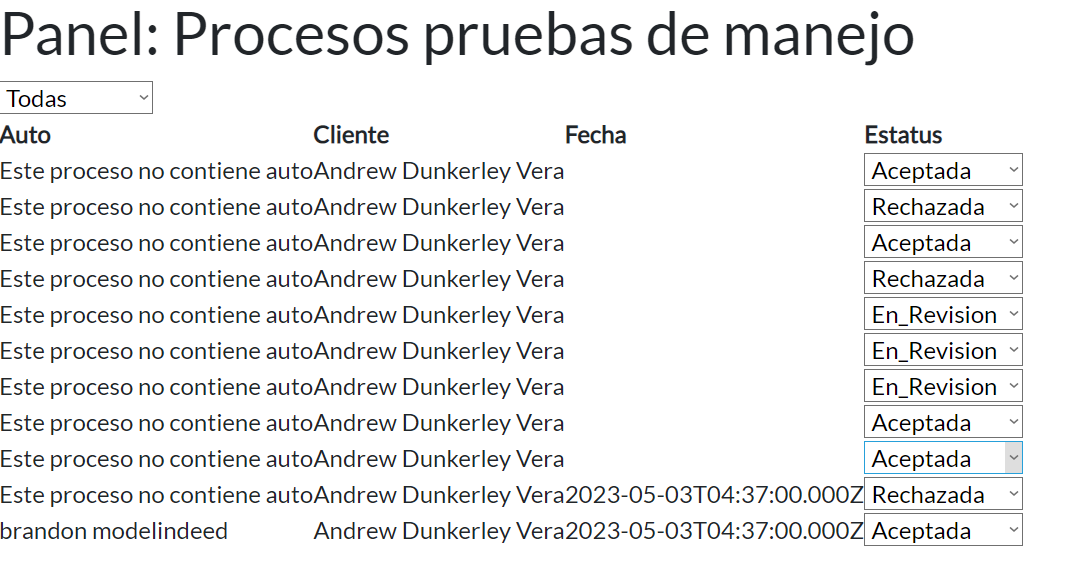 Panel: Procesos pruebas de manejo
Todas
Auto Cliente Fecha Estatus
Este proceso no contiene auto Andrew Dunkerley Vera Aceptada
Este proceso no contiene auto Andrew Dunkerley Vera Rechazada
Este proceso no contiene auto Andrew Dunkerley Vera Aceptada
Este proceso no contiene auto Andrew Dunkerley Vera Rechazada
Este proceso no contiene auto Andrew Dunkerley Vera En_Revision
Este proceso no contiene auto Andrew Dunkerley Vera En_Revision
Este proceso no contiene auto Andrew Dunkerley Vera En_Revision
Este proceso no contiene auto Andrew Dunkerley Vera Aceptada
Este proceso no contiene auto Andrew Dunkerley Vera Aceptada
Este proceso no contiene auto Andrew Dunkerley Vera 2023-05-03T04:37:00.000Z Rechazada
brandon modelindeed Andrew Dunkerley Vera 2023-05-03T04:37:00.000Z Aceptada